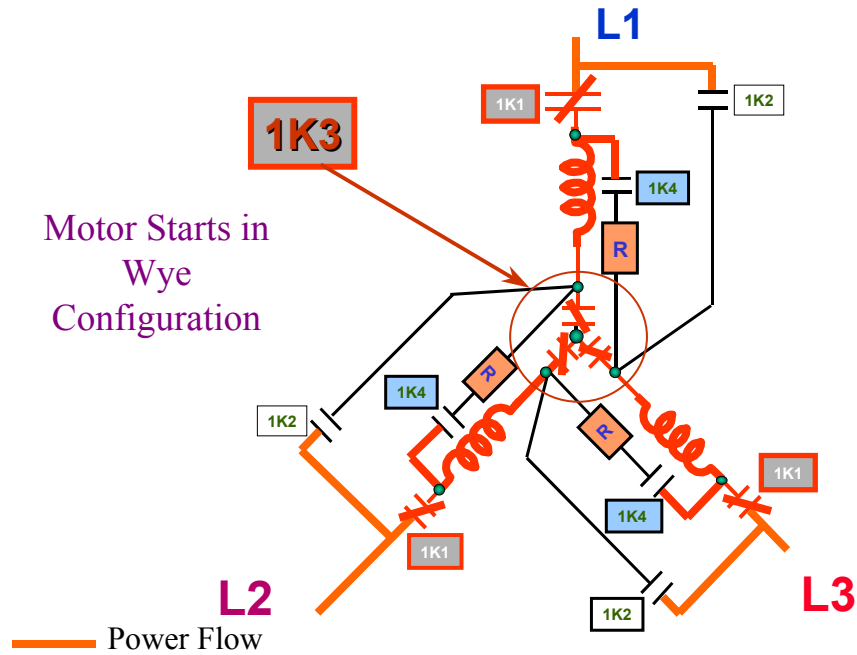 L1
1K1
1K2
1K3
1K4
Motor Starts in
Wye
Configuration
R
R
1K4
1K2
R
1K1
1K4
1K1
L2
1K2
L3
Power Flow